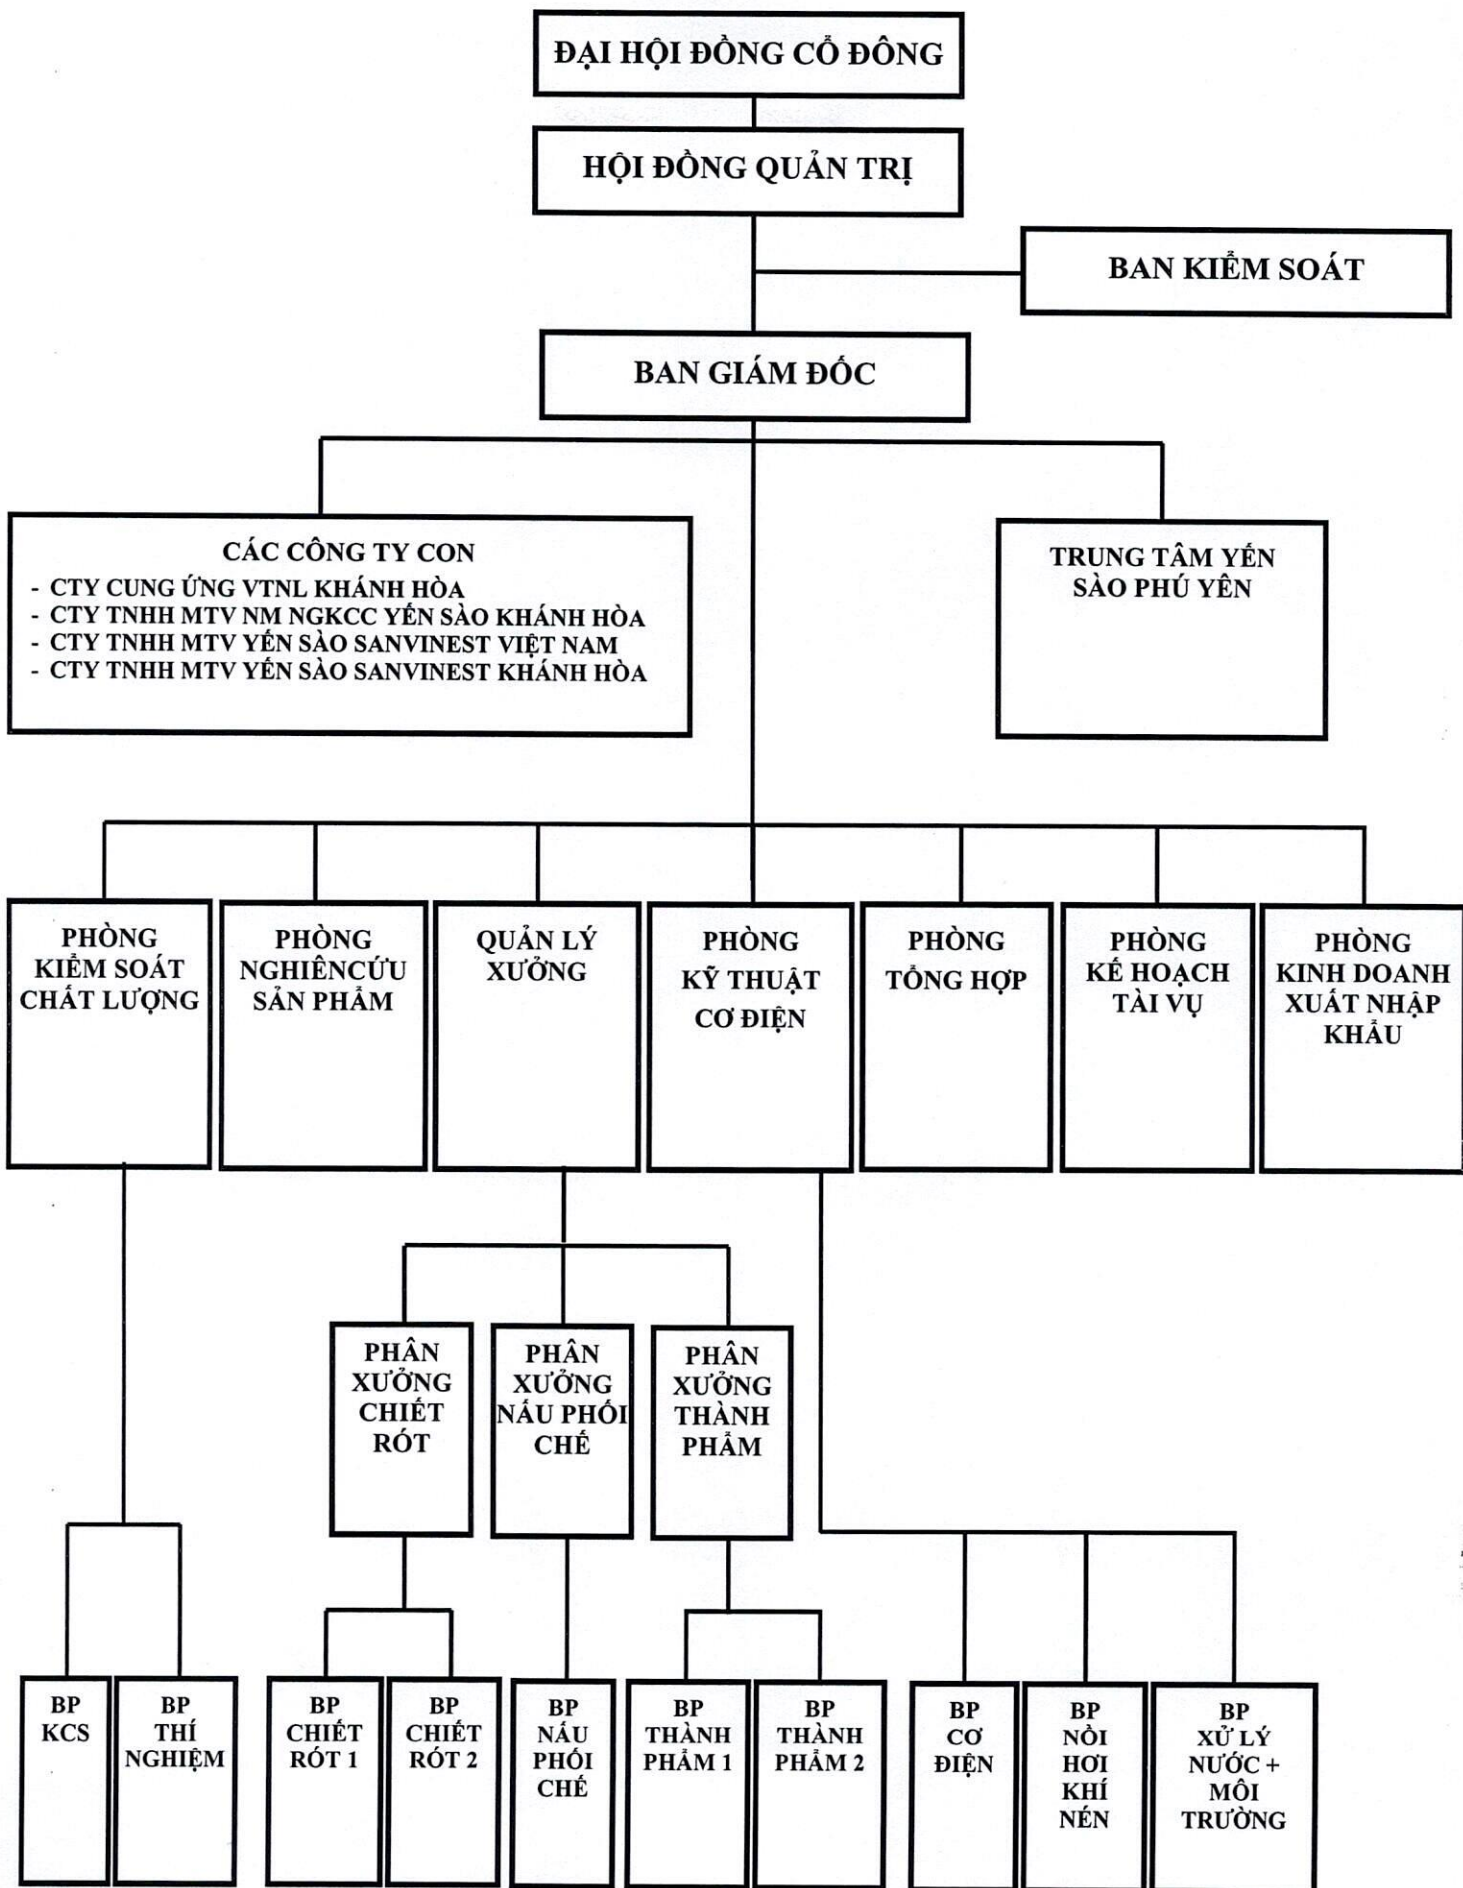 ĐẠI HỘI ĐỒNG CỔ ĐÔNG
HỘI ĐỒNG QUẢN TRỊ
BAN KIỂM SOÁT
BAN GIÁM ĐỐC
CÁC CÔNG TY CON
- CTY CUNG ỨNG VTNL KHÁNH HÒA
- CTY TNHH MTV NM NGKCC YẾN SÀO KHÁNH HÒA
- CTY TNHH MTV YẾN SÀO SANVINEST VIỆT NAM
- CTY TNHH MTV YẾN SÀO SANVINEST KHÁNH HÒA
TRUNG TÂM YẾN
SÀO PHÚ YÊN
PHÒNG
KIỂM SOÁT
CHẤT LƯỢNG
PHÒNG
NGHIÊNCỨU
SẢN PHẨM
QUẢN LÝ
XƯỞNG
PHÒNG
KỸ THUẬT
CƠ ĐIỆN
PHÒNG
TỔNG HỢP
PHÒNG
KẾ HOẠCH
TÀI VỤ
PHÒNG
KINH DOANH
XUẤT NHẬP
KHẨU
PHÂN
XƯỞNG
CHIẾT
RÓT
PHÂN
XƯỞNG
NẤU PHỐI
CHẾ
PHÂN
XƯỞNG
THÀNH
PHẨM
BP
KCS
BP
THÍ
NGHIỆM
BP
CHIẾT
RÓT 1
BP
CHIẾT
RÓT 2
BP
NẤU
PHỐI
CHẾ
BP
THÀNH
PHẨM 1
BP
THÀNH
PHẨM 2
BP
CƠ
ĐIỆN
BP
NỒI
HƠI
KHÍ
NÉN
BP
XỬ LÝ
NƯỚC +
MÔI
TRƯỜNG